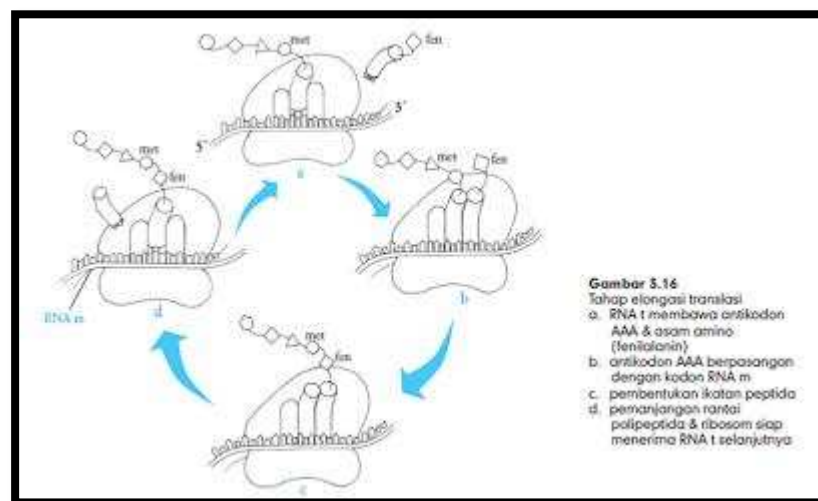 met
fen
3'
5'
a
met
fen
b
met
fen
c
met
fen
RNA m
d
Gambar 3.16
Tahap elongasi translasi
a. RNA t membawa antikodon
AAA & asam amino
(fenilalanin)
b. antikodon AAA berpasangan
dengan kodon RNA m
c. pembentukan ikatan peptida
d. pemanjangan rantai
polipeptida & ribosom siap
menerima RNA t selanjutnya